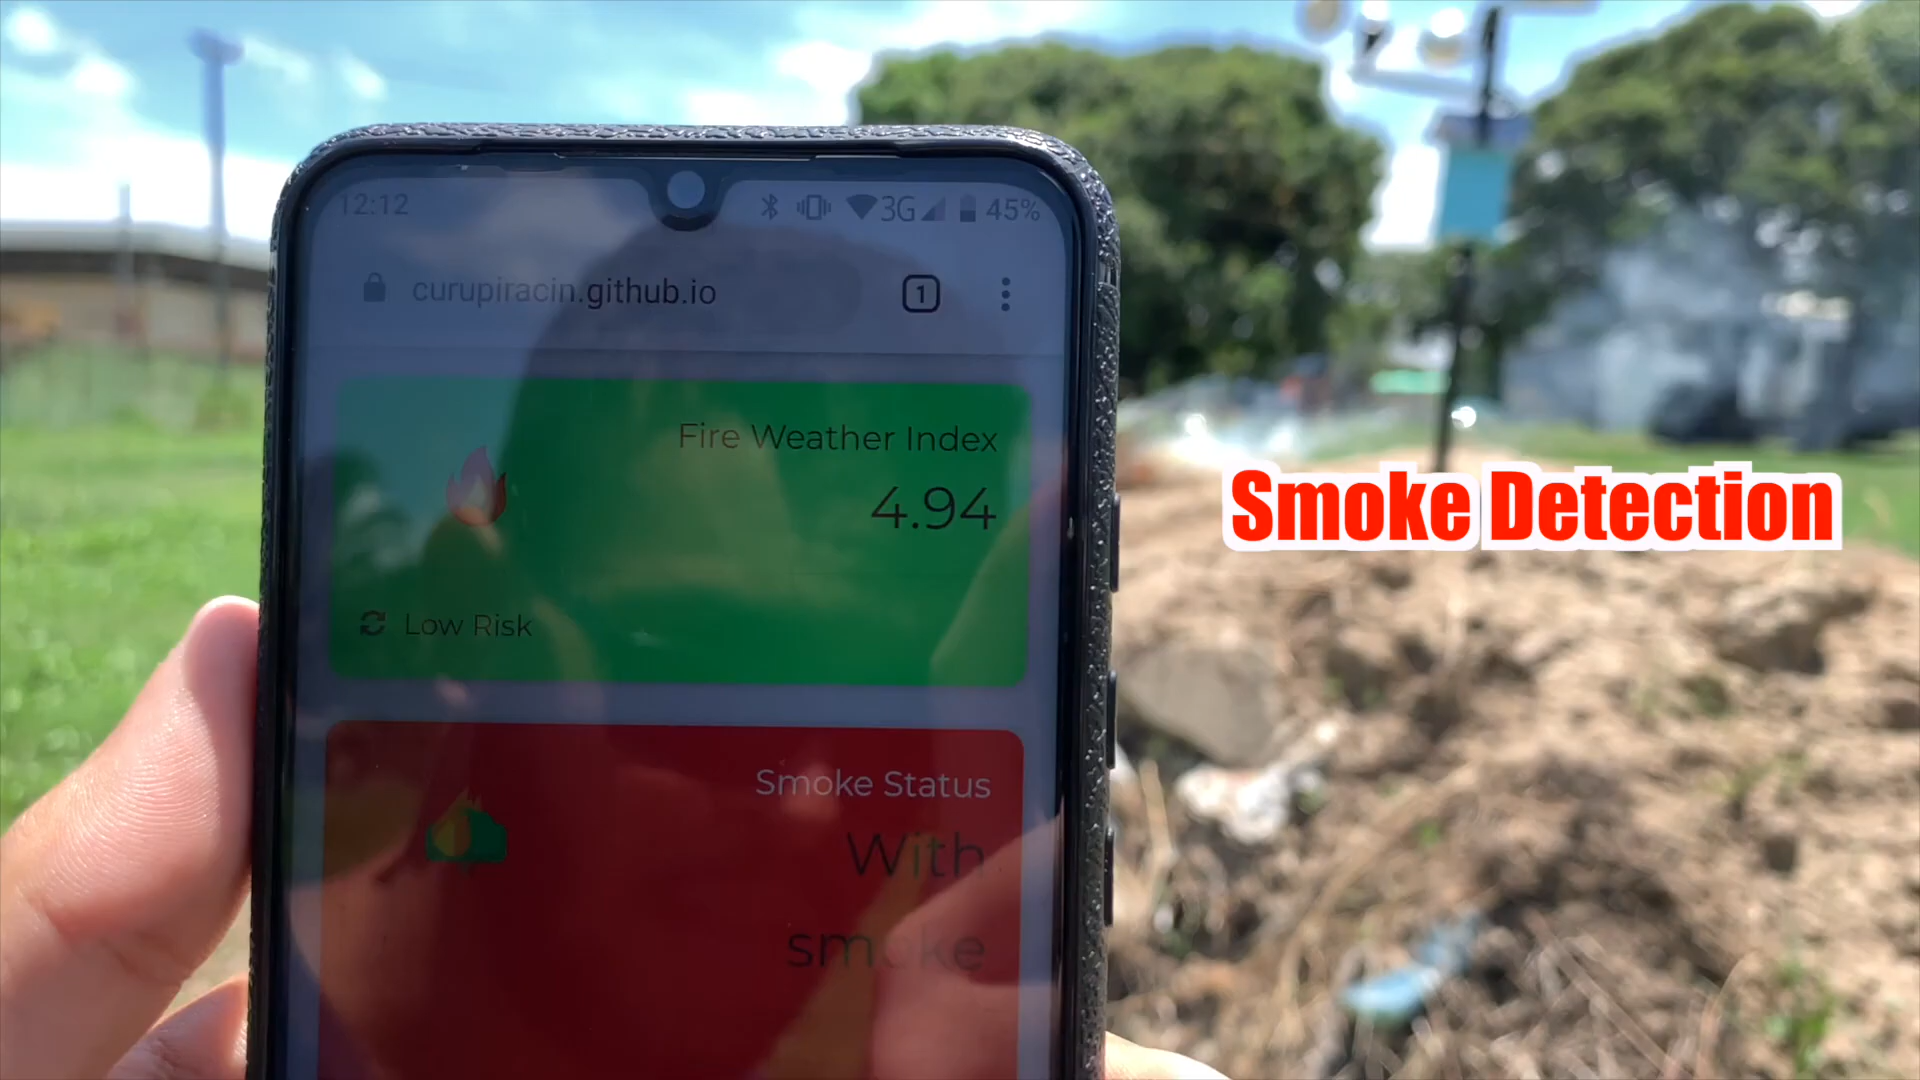 12:12
3G
45%
curupiracin.github.io
1
Fire Weather Index
4.94
Low Risk
Smoke Detection
Smoke Status
With
smoke